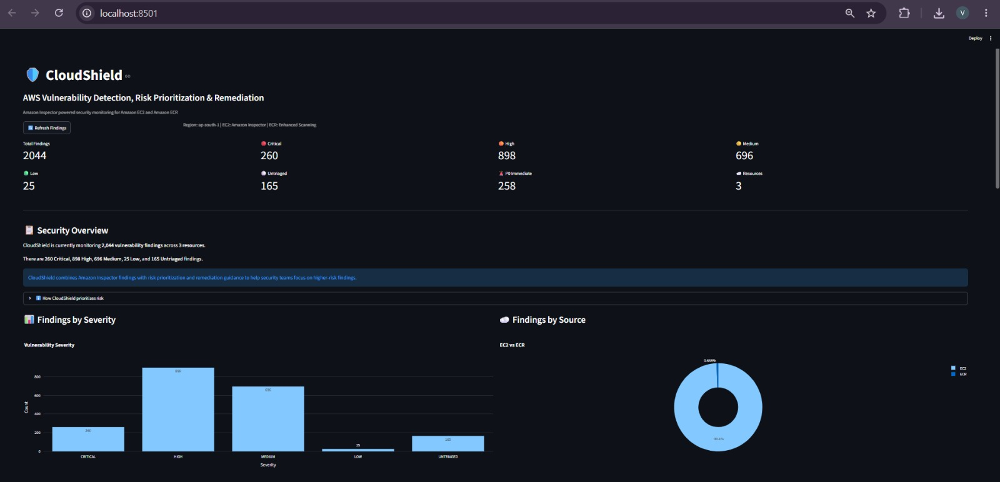 localhost:8501
V
Deploy
CloudShield
AWS Vulnerability Detection, Risk Prioritization & Remediation
Amazon Inspector powered security monitoring for Amazon EC2 and Amazon ECR
Refresh Findings
Region: ap-south-1 | EC2: Amazon Inspector | ECR: Enhanced Scanning
Total Findings
2044
Critical
260
High
898
Medium
696
Low
25
Untriaged
165
P0 Immediate
258
Resources
3
Security Overview
CloudShield is currently monitoring 2,044 vulnerability findings across 3 resources.
There are 260 Critical, 898 High, 696 Medium, 25 Low, and 165 Untriaged findings.
CloudShield combines Amazon Inspector findings with risk prioritization and remediation guidance to help security teams focus on higher-risk findings.
How CloudShield prioritizes risk
Findings by Severity
Vulnerability Severity
Count
800
600
400
200
0
260
898
696
25
165
CRITICAL
HIGH
MEDIUM
LOW
UNTRIAGED
Severity
Findings by Source
EC2 vs ECR
0.636%
99.4%
EC2
ECR